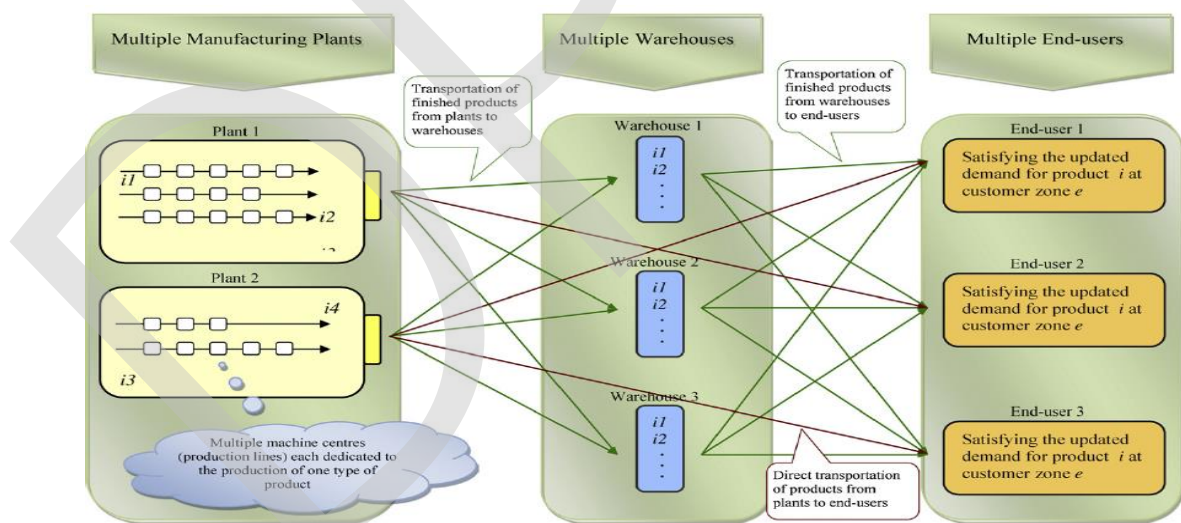 Multiple Manufacturing Plants
Multiple Warehouses
Multiple End-users
Transportation of
finished products
from plants to
warehouses
Transportation of
finished products
from warehouses
to end-users
Plant 1
i1
i2
Plant 2
i4
i3
Multiple machine centres
(production lines) each dedicated to
the production of one type of
product
Warehouse 1
i1
i2
Warehouse 2
i1
i2
Warehouse 3
i1
i2
Direct transportation
of products from
plants to end-users
End-user 1
Satisfying the updated
demand for product i at
customer zone e
End-user 2
Satisfying the updated
demand for product i at
customer zone e
End-user 3
Satisfying the updated
demand for product i at
customer zone e